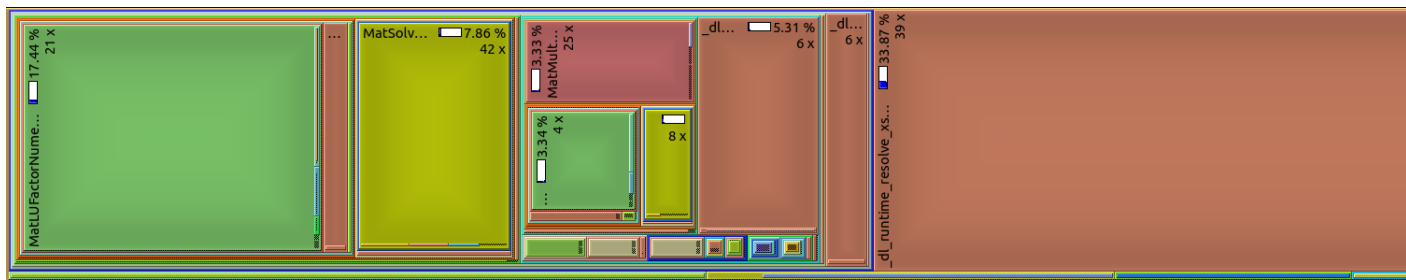 MatLUFactorNume... 17.44 %
21 x
...
MatSolv... 7.86 %
42 x
MatMult... 3.33 %
25 x
... 3.34 %
4 x
8 x
_dl... 5.31 %
6 x
_dl...
6 x
_dl_runtime_resolve_xs... 33.87 %
39 x